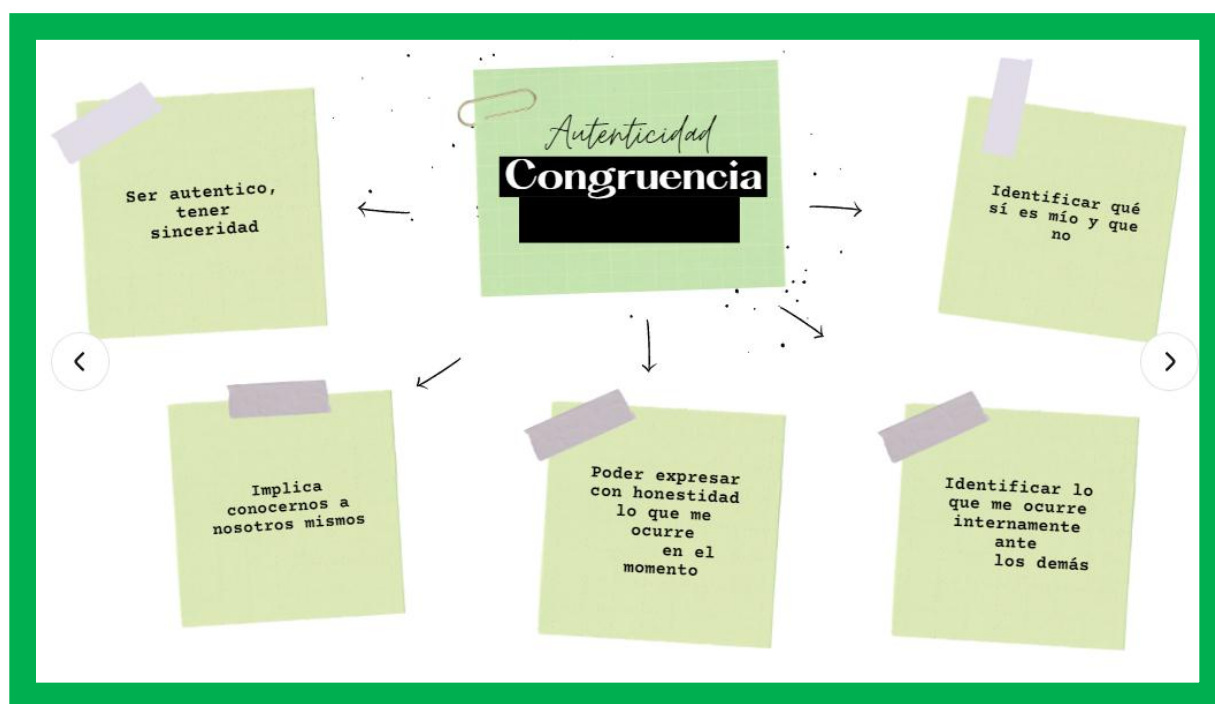 Autenticidad
Congruencia
Ser autentico,
tener
sinceridad
Identificar qué
sí es mío y que
no
Implica
conocernos a
nosotros mismos
Poder expresar
con honestidad
lo que me
ocurre
en el
momento
Identificar lo
que me ocurre
internamente
ante
los demás